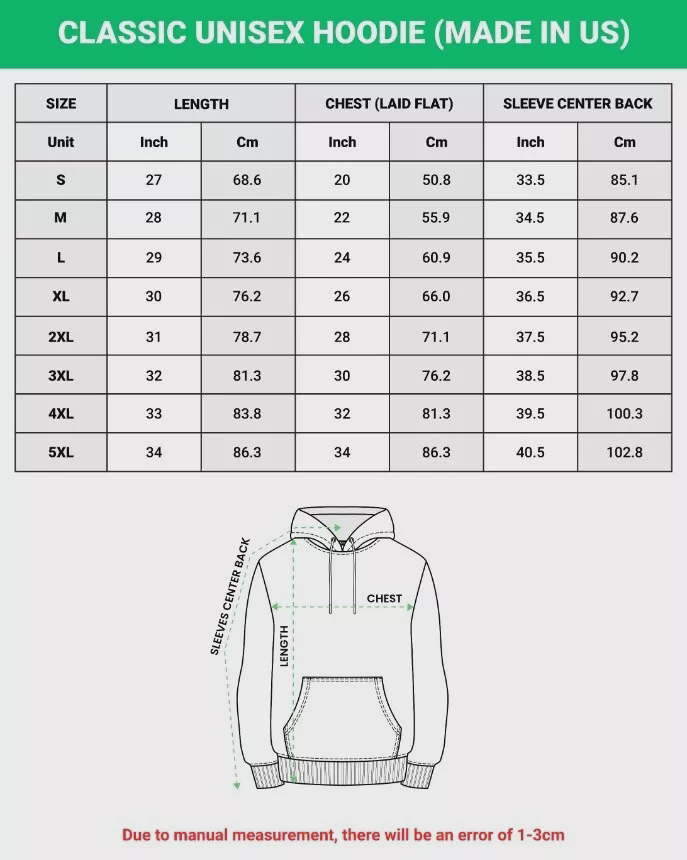 CLASSIC UNISEX HOODIE (MADE IN US)
SIZE LENGTH CHEST (LAID FLAT) SLEEVE CENTER BACK
Unit Inch Cm Inch Cm Inch Cm
S 27 68.6 20 50.8 33.5 85.1
M 28 71.1 22 55.9 34.5 87.6
L 29 73.6 24 60.9 35.5 90.2
XL 30 76.2 26 66.0 36.5 92.7
2XL 31 78.7 28 71.1 37.5 95.2
3XL 32 81.3 30 76.2 38.5 97.8
4XL 33 83.8 32 81.3 39.5 100.3
5XL 34 86.3 34 86.3 40.5 102.8
SLEEVES CENTER BACK
CHEST
LENGTH
Due to manual measurement, there will be an error of 1-3cm